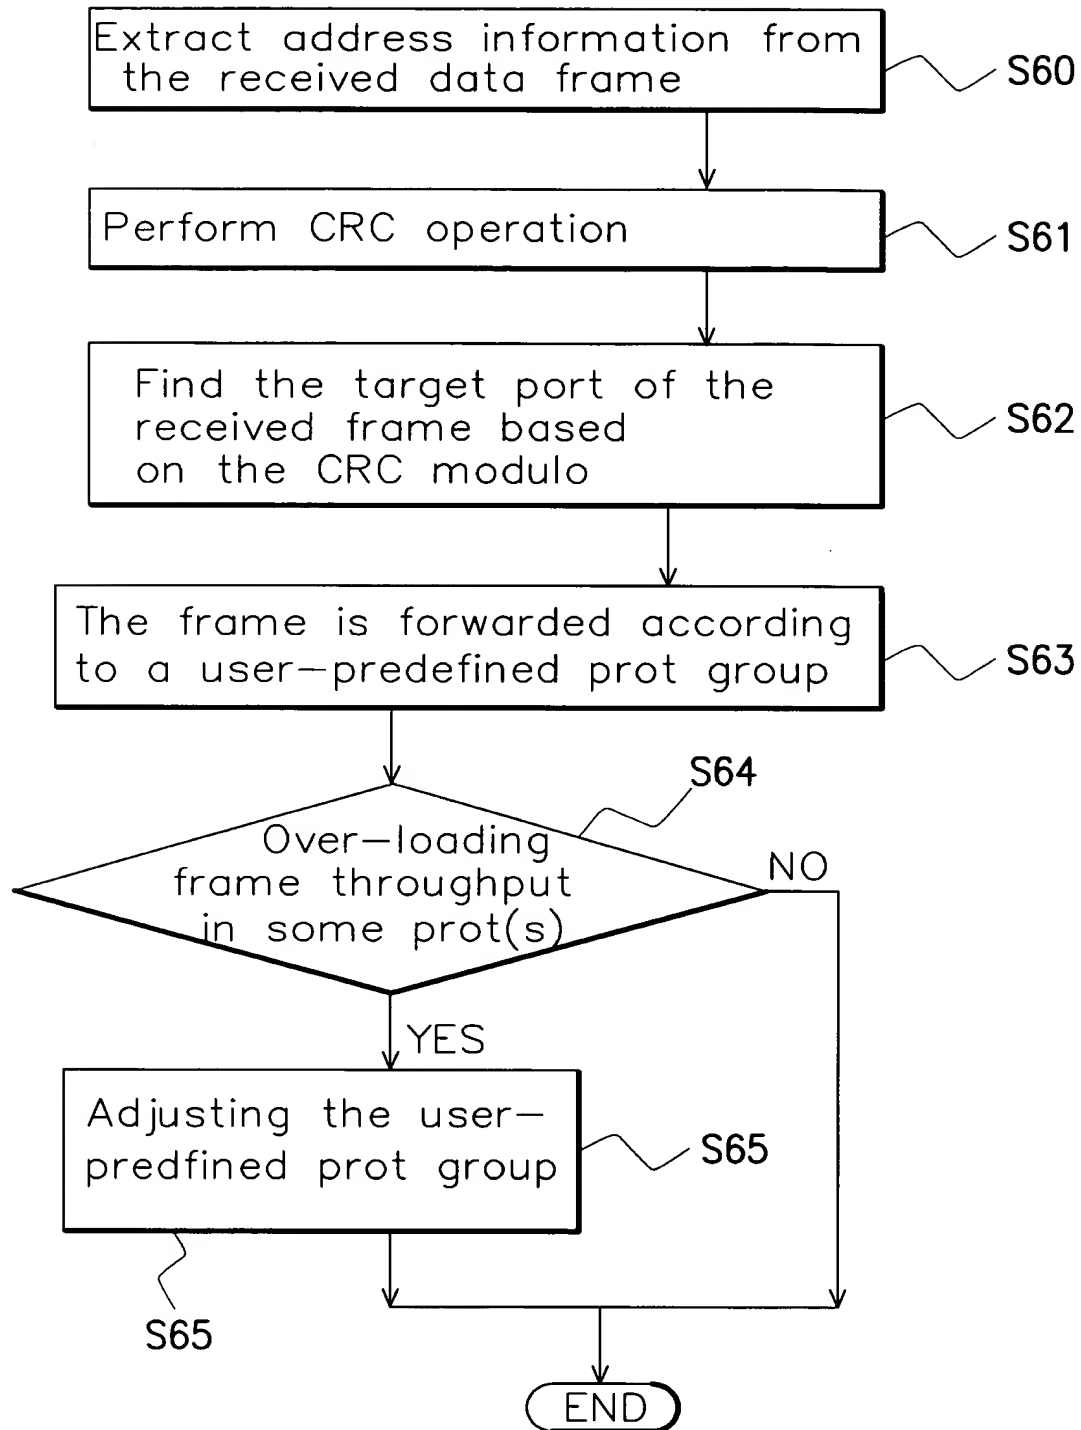 Extract address information from
the received data frame
S60
Perform CRC operation
S61
Find the target port of the
received frame based
on the CRC modulo
S62
The frame is forwarded according
to a user-predefined prot group
S63
S64
Over-loading
frame throughput
in some prot(s)
NO
YES
Adjusting the user-
predfined prot group
S65
S65
END